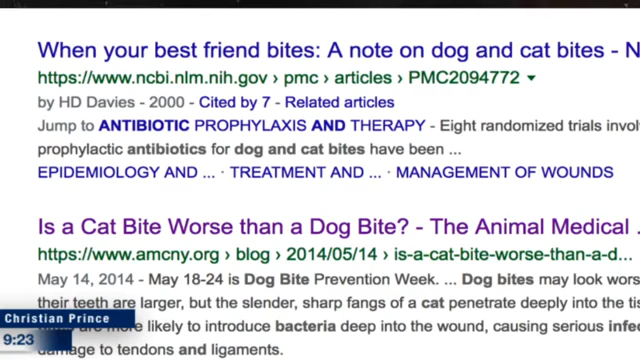 When your best friend bites: A note on dog and cat bites - N
https://www.ncbi.nlm.nih.gov › pmc › articles › PMC2094772
by HD Davies - 2000 - Cited by 7 - Related articles
Jump to ANTIBIOTIC PROPHYLAXIS AND THERAPY - Eight randomized trials invol
prophylactic antibiotics for dog and cat bites have been ...
EPIDEMIOLOGY AND ... · TREATMENT AND ... · MANAGEMENT OF WOUNDS
Is a Cat Bite Worse than a Dog Bite? - The Animal Medical .
https://www.amcny.org › blog › 2014/05/14 › is-a-cat-bite-worse-than-a-d...
May 14, 2014 - May 18-24 is Dog Bite Prevention Week. ... Dog bites may look wors
their teeth are larger, but the slender, sharp fangs of a cat penetrate deeply into the tis
more likely to introduce bacteria deep into the wound, causing serious infec
damage to tendons and ligaments.
Christian Prince
9:23